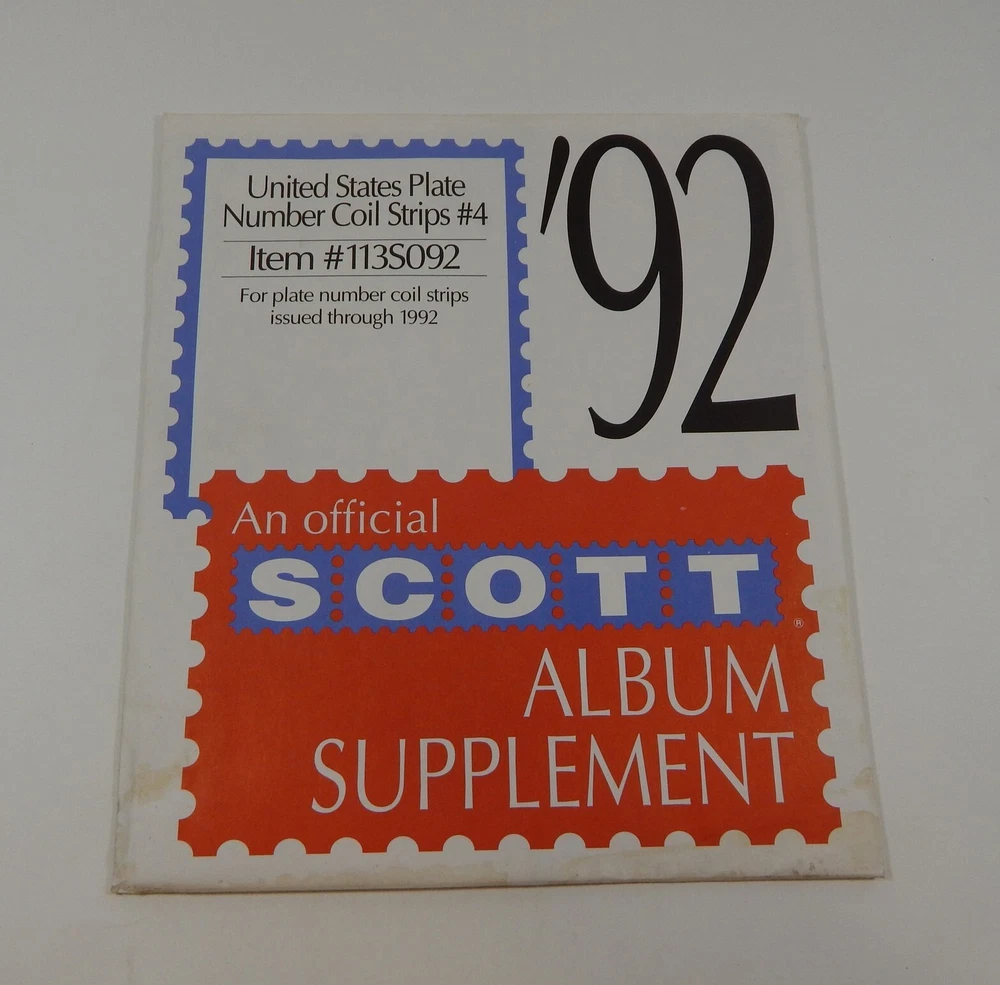 United States Plate
Number Coil Strips #4
Item #113S092
For plate number coil strips
issued through 1992
'92
An official
SCOTT
®
ALBUM
SUPPLEMENT